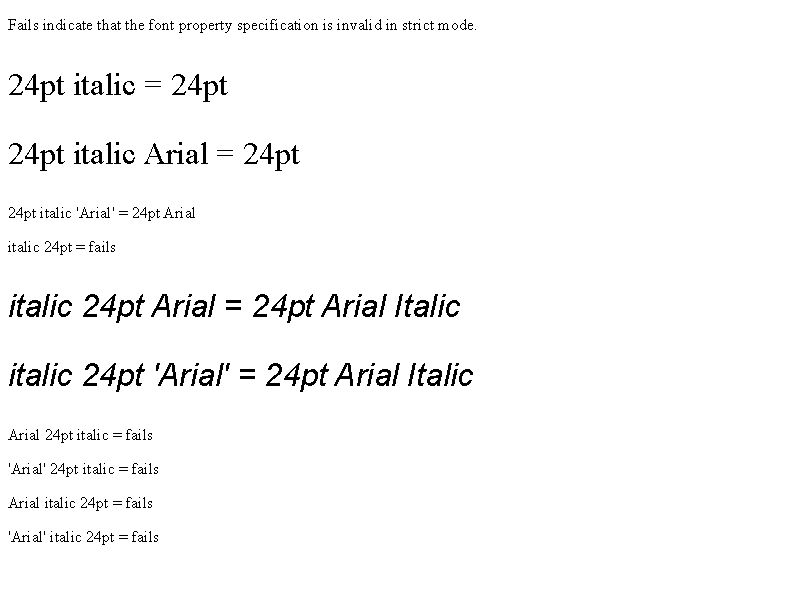 Fails indicate that the font property specification is invalid in strict mode.
24pt italic = 24pt
24pt italic Arial = 24pt
24pt italic 'Arial' = 24pt Arial
italic 24pt = fails
italic 24pt Arial = 24pt Arial Italic
italic 24pt 'Arial' = 24pt Arial Italic
Arial 24pt italic = fails
'Arial' 24pt italic = fails
Arial italic 24pt = fails
'Arial' italic 24pt = fails